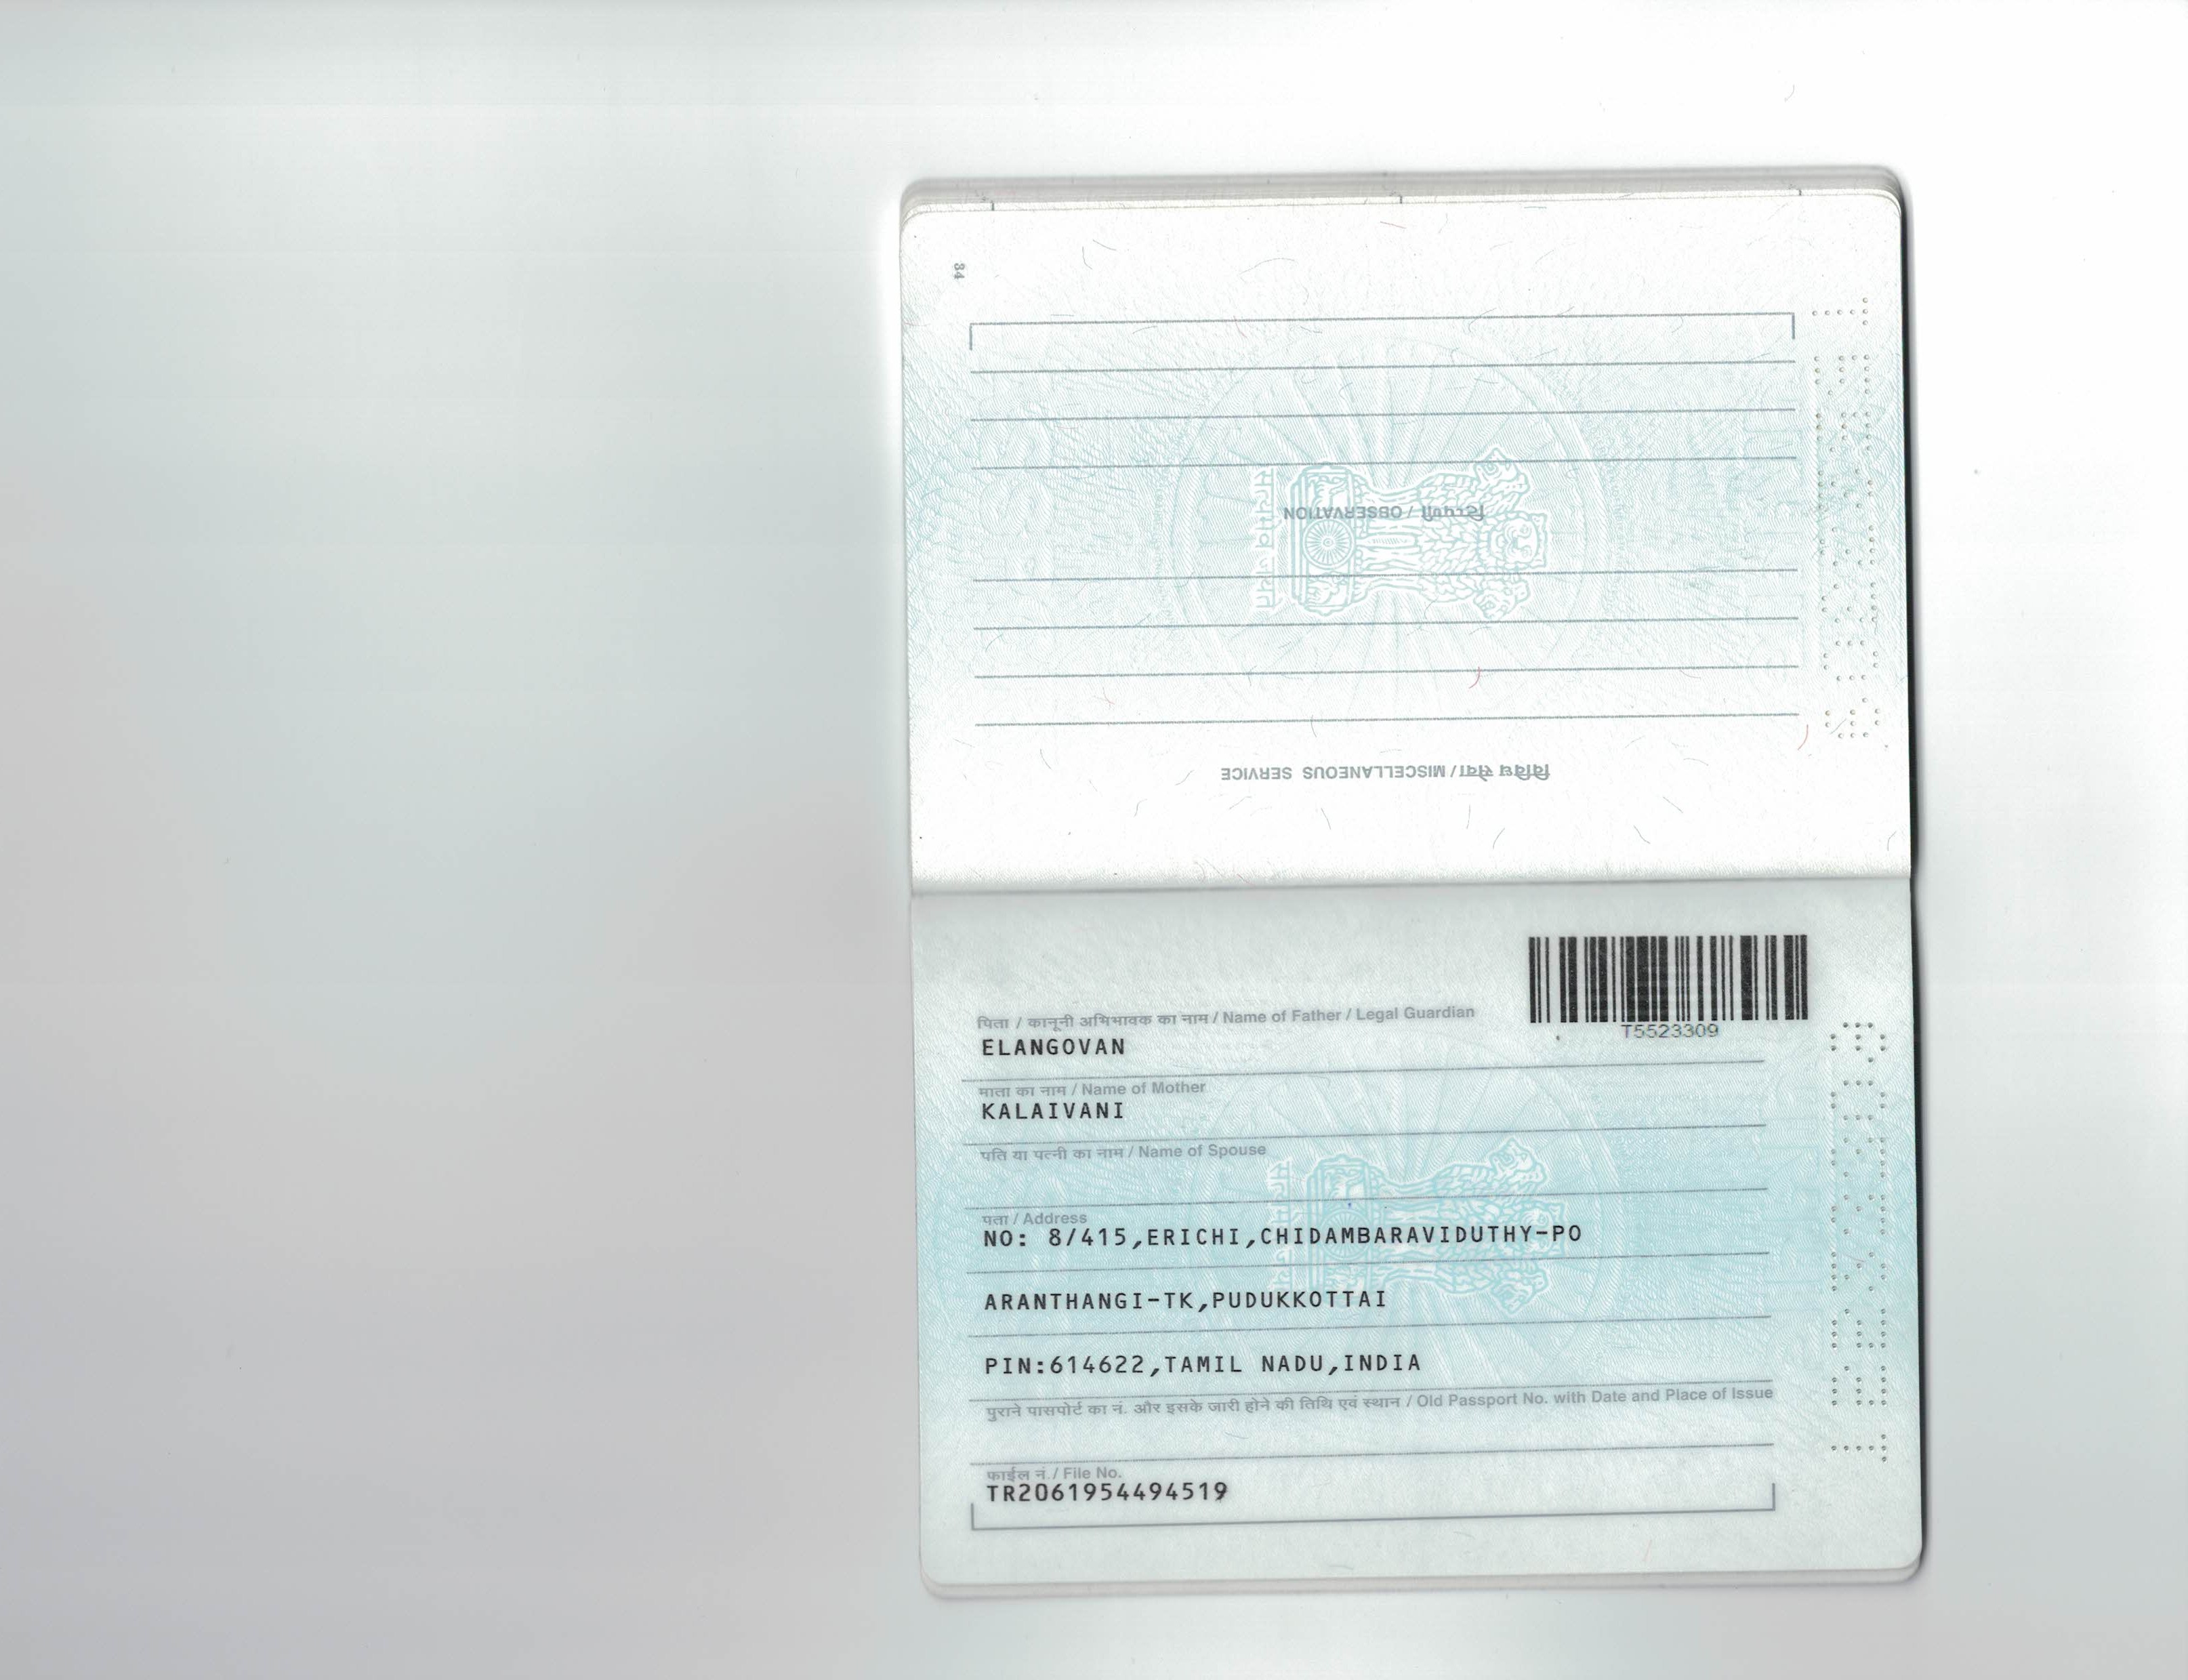 34
टिप्पणी / OBSERVATION
विविध सेवा / MISCELLANEOUS SERVICE
T5523309
पिता / कानूनी अभिभावक का नाम / Name of Father / Legal Guardian
ELANGOVAN
माता का नाम / Name of Mother
KALAIVANI
पति या पत्नी का नाम / Name of Spouse
पता / Address
NO: 8/415,ERICHI,CHIDAMBARAVIDUTHY-PO
ARANTHANGI-TK,PUDUKKOTTAI
PIN:614622,TAMIL NADU,INDIA
पुराने पासपोर्ट का नं. और इसके जारी होने की तिथि एवं स्थान / Old Passport No. with Date and Place of Issue
फाईल नं./ File No.
TR2061954494519